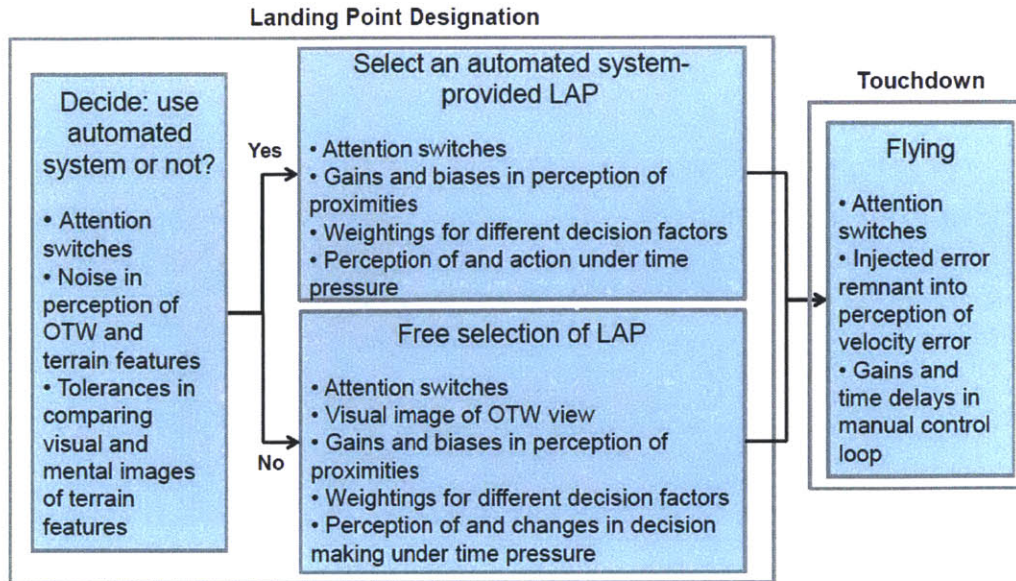 Landing Point Designation
Decide: use
automated
system or not?
• Attention
switches
• Noise in
perception of
OTW and
terrain features
• Tolerances in
comparing
visual and
mental images
of terrain
features
Yes
No
Select an automated system-
provided LAP
• Attention switches
• Gains and biases in perception of
proximities
• Weightings for different decision factors
• Perception of and action under time
pressure
Free selection of LAP
• Attention switches
• Visual image of OTW view
• Gains and biases in perception of
proximities
• Weightings for different decision factors
• Perception of and changes in decision
making under time pressure
Touchdown
Flying
• Attention
switches
• Injected error
remnant into
perception of
velocity error
• Gains and
time delays in
manual control
loop